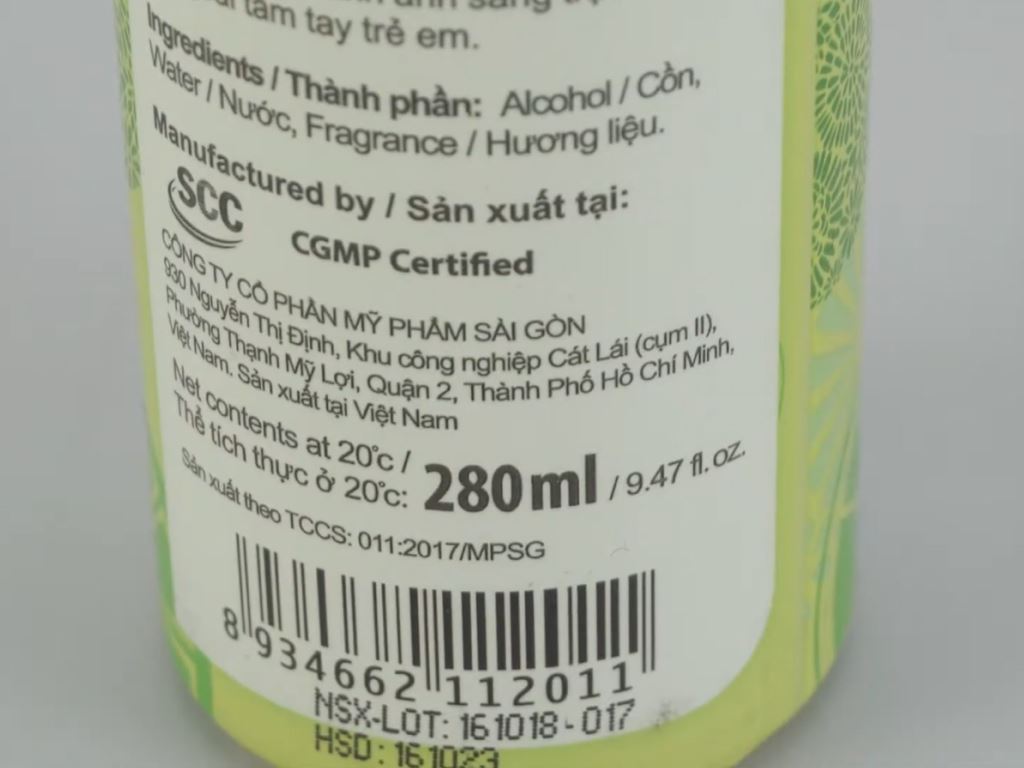 tầm tay trẻ em.
Ingredients / Thành phần: Alcohol / Cồn,
Water / Nước, Fragrance / Hương liệu.
Manufactured by / Sản xuất tại:
SCC
CGMP Certified
CÔNG TY CỔ PHẦN MỸ PHẨM SÀI GÒN
930 Nguyễn Thị Định, Khu công nghiệp Cát Lái (cụm II),
Phường Thạnh Mỹ Lợi, Quận 2, Thành Phố Hồ Chí Minh,
Việt Nam. Sản xuất tại Việt Nam
Net contents at 20°c /
Thể tích thực ở 20°c: 280ml / 9.47 fl. oz.
Sản xuất theo TCCS: 011:2017/MPSG
8 934662 112011
NSX-LOT: 161018-017
HSD: 161023